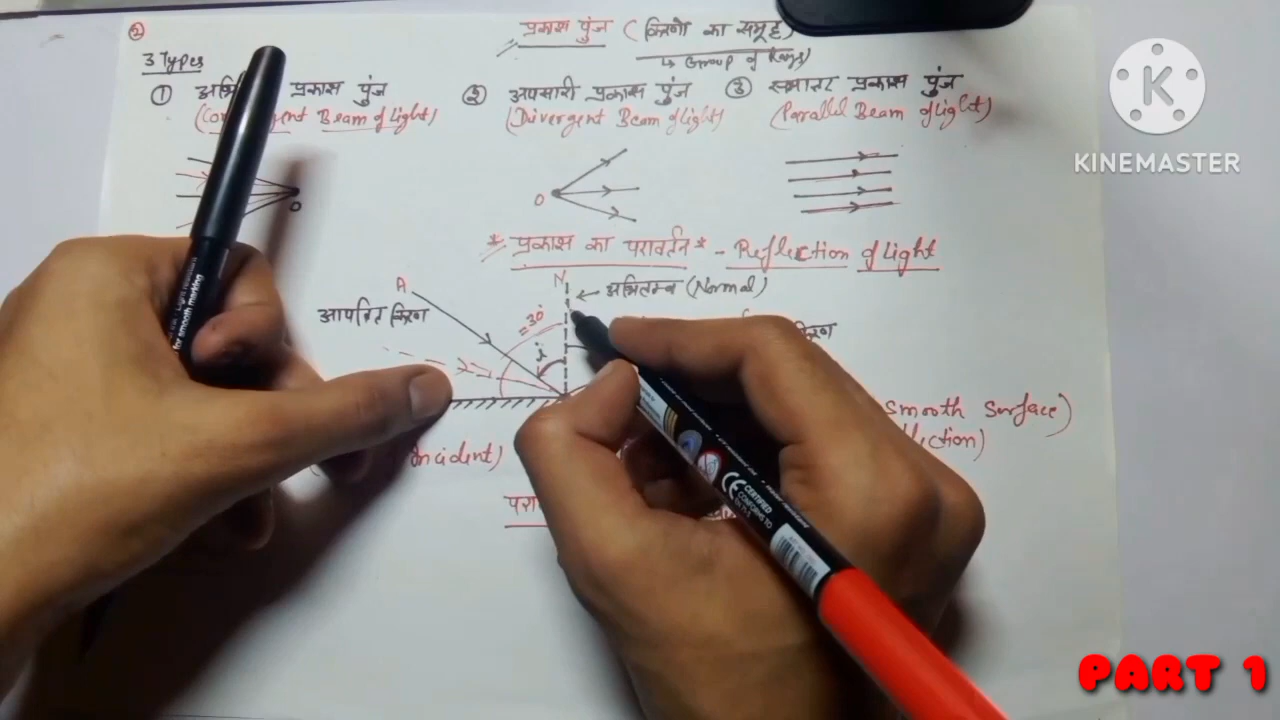 ②
3 Types
प्रकाश पुंज (किरणो का समूह)
↳ Group of Rays)
① प्रकाश पुंज
Beam of Light)
② अपसारी प्रकाश पुंज
(Divergent Beam of Light)
③ समान्तर प्रकाश पुंज
(Parallel Beam of Light)
O
O
* प्रकाश का परावर्तन * - Reflection of Light
A
N
← अभिलम्ब (Normal)
आपतित किरण
= 30
i
smooth surface)
incident)
KINEMASTER
PART 1